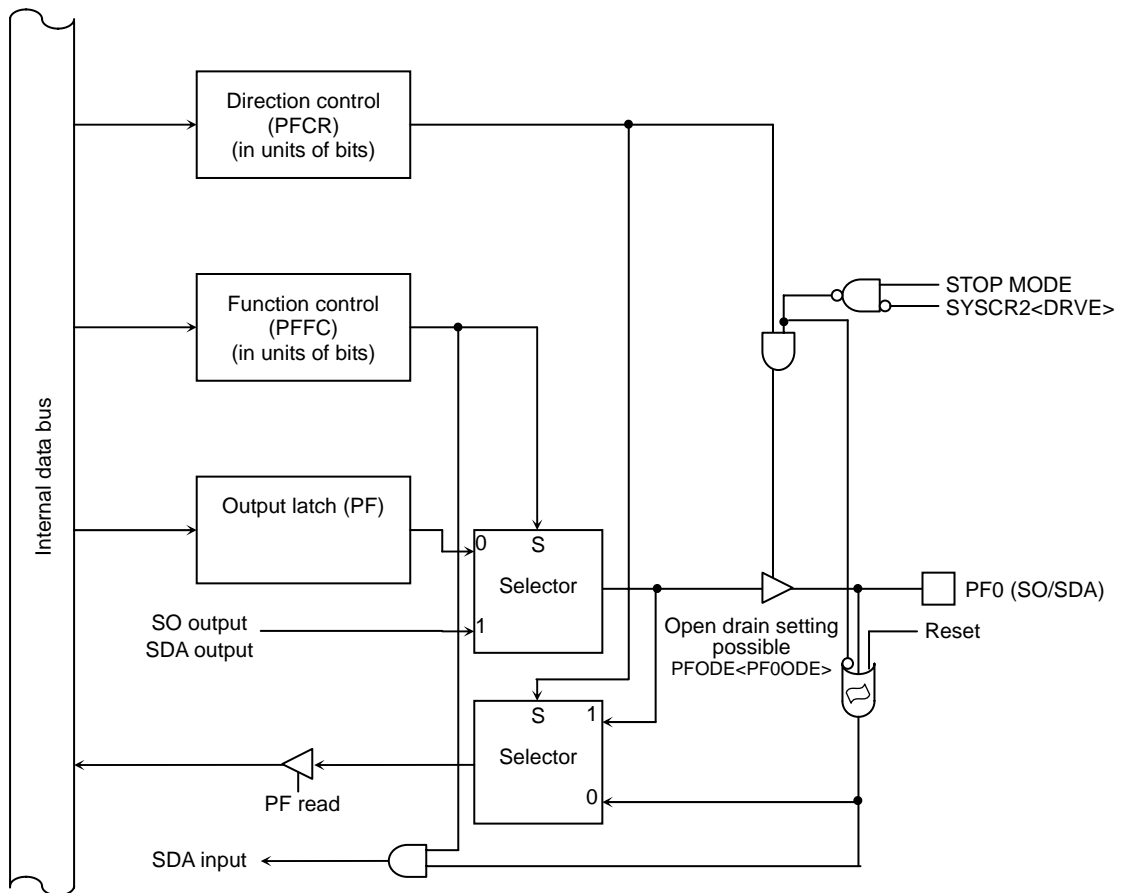 Direction control
(PFCR)
(in units of bits)
STOP MODE
SYSCR2<DRVE>
Function control
(PFFC)
(in units of bits)
Internal data bus
Output latch (PF)
0
S
Selector
1
SO output
SDA output
PF0 (SO/SDA)
Open drain setting
possible
PFODE<PF0ODE>
Reset
S
1
Selector
0
PF read
SDA input